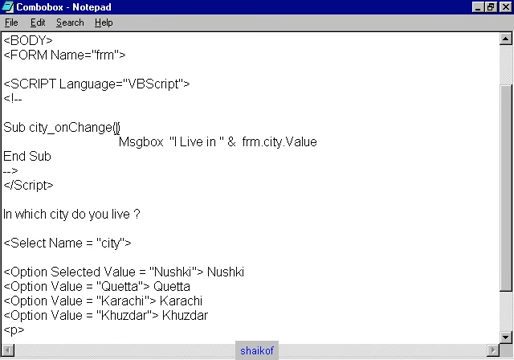 Combobox - Notepad
File Edit Search Help
<BODY>
<FORM Name="frm">
<SCRIPT Language="VBScript">
<!--
Sub city_onChange()
Msgbox "I Live in " & frm.city.Value
End Sub
-->
</Script>
In which city do you live ?
<Select Name = "city">
<Option Selected Value = "Nushki"> Nushki
<Option Value = "Quetta"> Quetta
<Option Value = "Karachi"> Karachi
<Option Value = "Khuzdar"> Khuzdar
<p>
shaikof